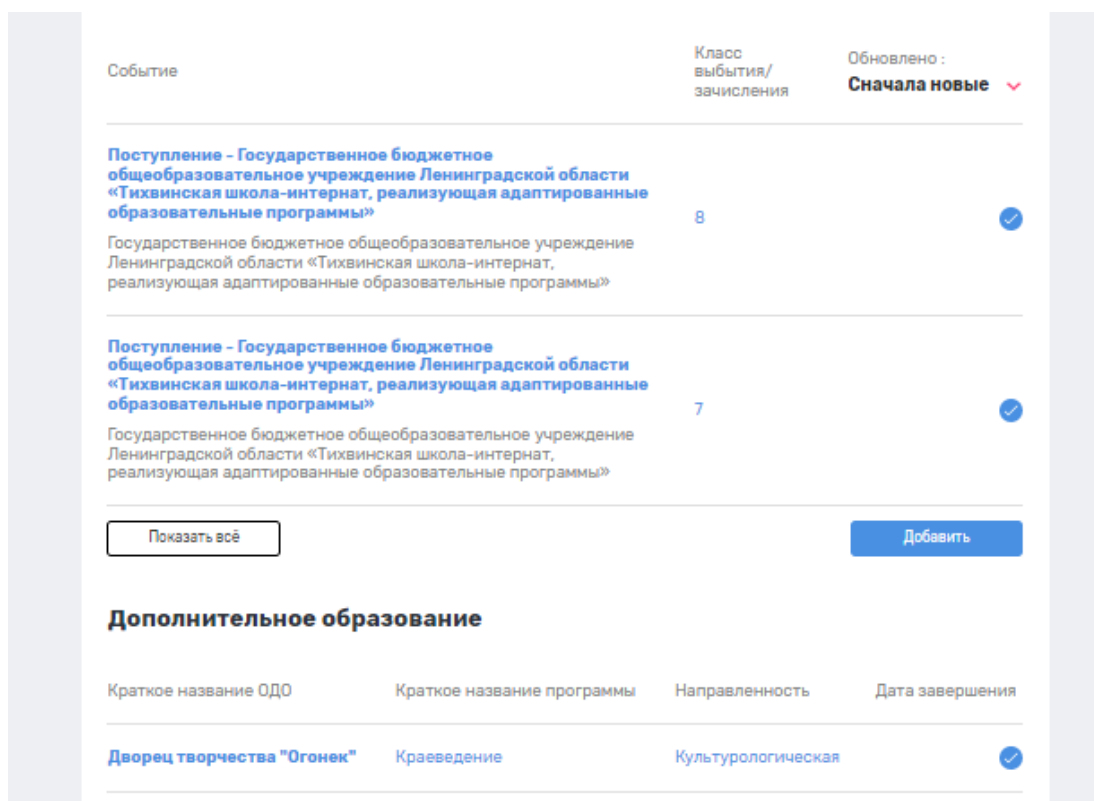 Событие
Класс
выбытия/
зачисления
Обновлено :
Сначала новые
Поступление - Государственное бюджетное
общеобразовательное учреждение Ленинградской области
«Тихвинская школа-интернат, реализующая адаптированные
образовательные программы»
Государственное бюджетное общеобразовательное учреждение
Ленинградской области «Тихвинская школа-интернат,
реализующая адаптированные образовательные программы»
8
Поступление - Государственное бюджетное
общеобразовательное учреждение Ленинградской области
«Тихвинская школа-интернат, реализующая адаптированные
образовательные программы»
Государственное бюджетное общеобразовательное учреждение
Ленинградской области «Тихвинская школа-интернат,
реализующая адаптированные образовательные программы»
7
Показать всё
Добавить
Дополнительное образование
Краткое название ОДО Краткое название программы Направленность Дата завершения
Дворец творчества "Огонек" Краеведение Культурологическая